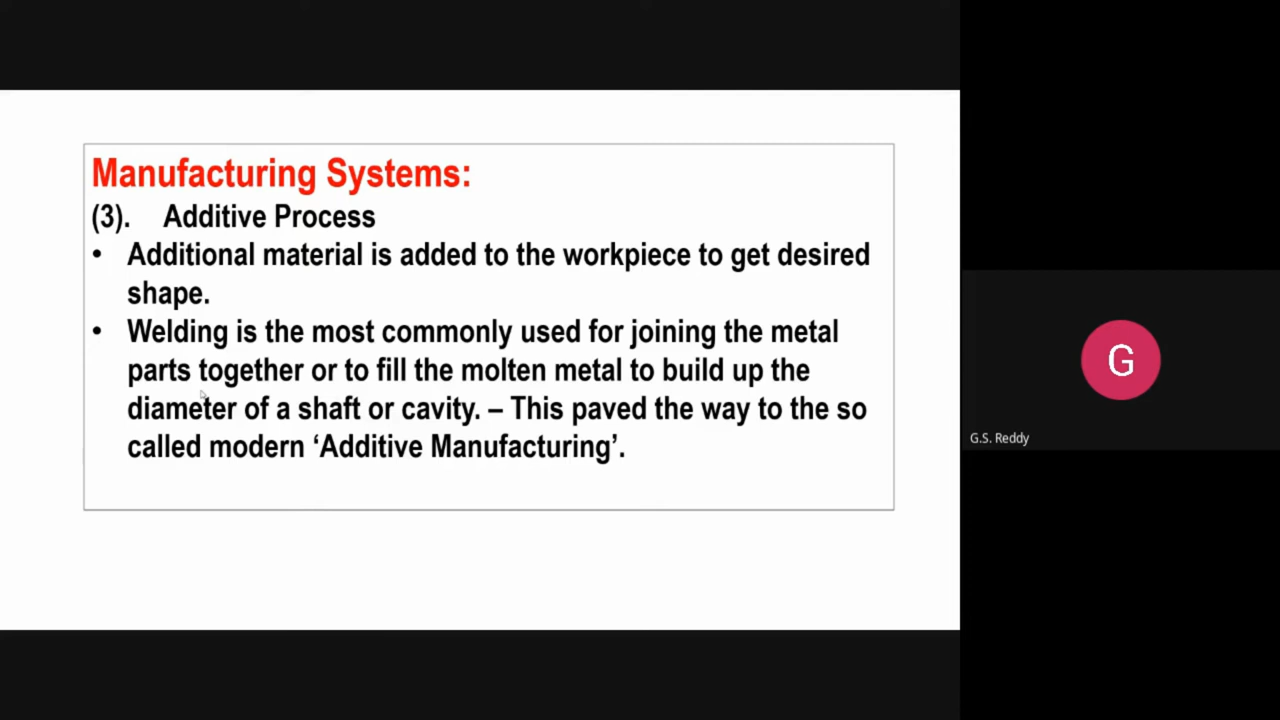 Manufacturing Systems:
(3). Additive Process
• Additional material is added to the workpiece to get desired
shape.
• Welding is the most commonly used for joining the metal
parts together or to fill the molten metal to build up the
diameter of a shaft or cavity. – This paved the way to the so
called modern ‘Additive Manufacturing’.
G
G.S. Reddy